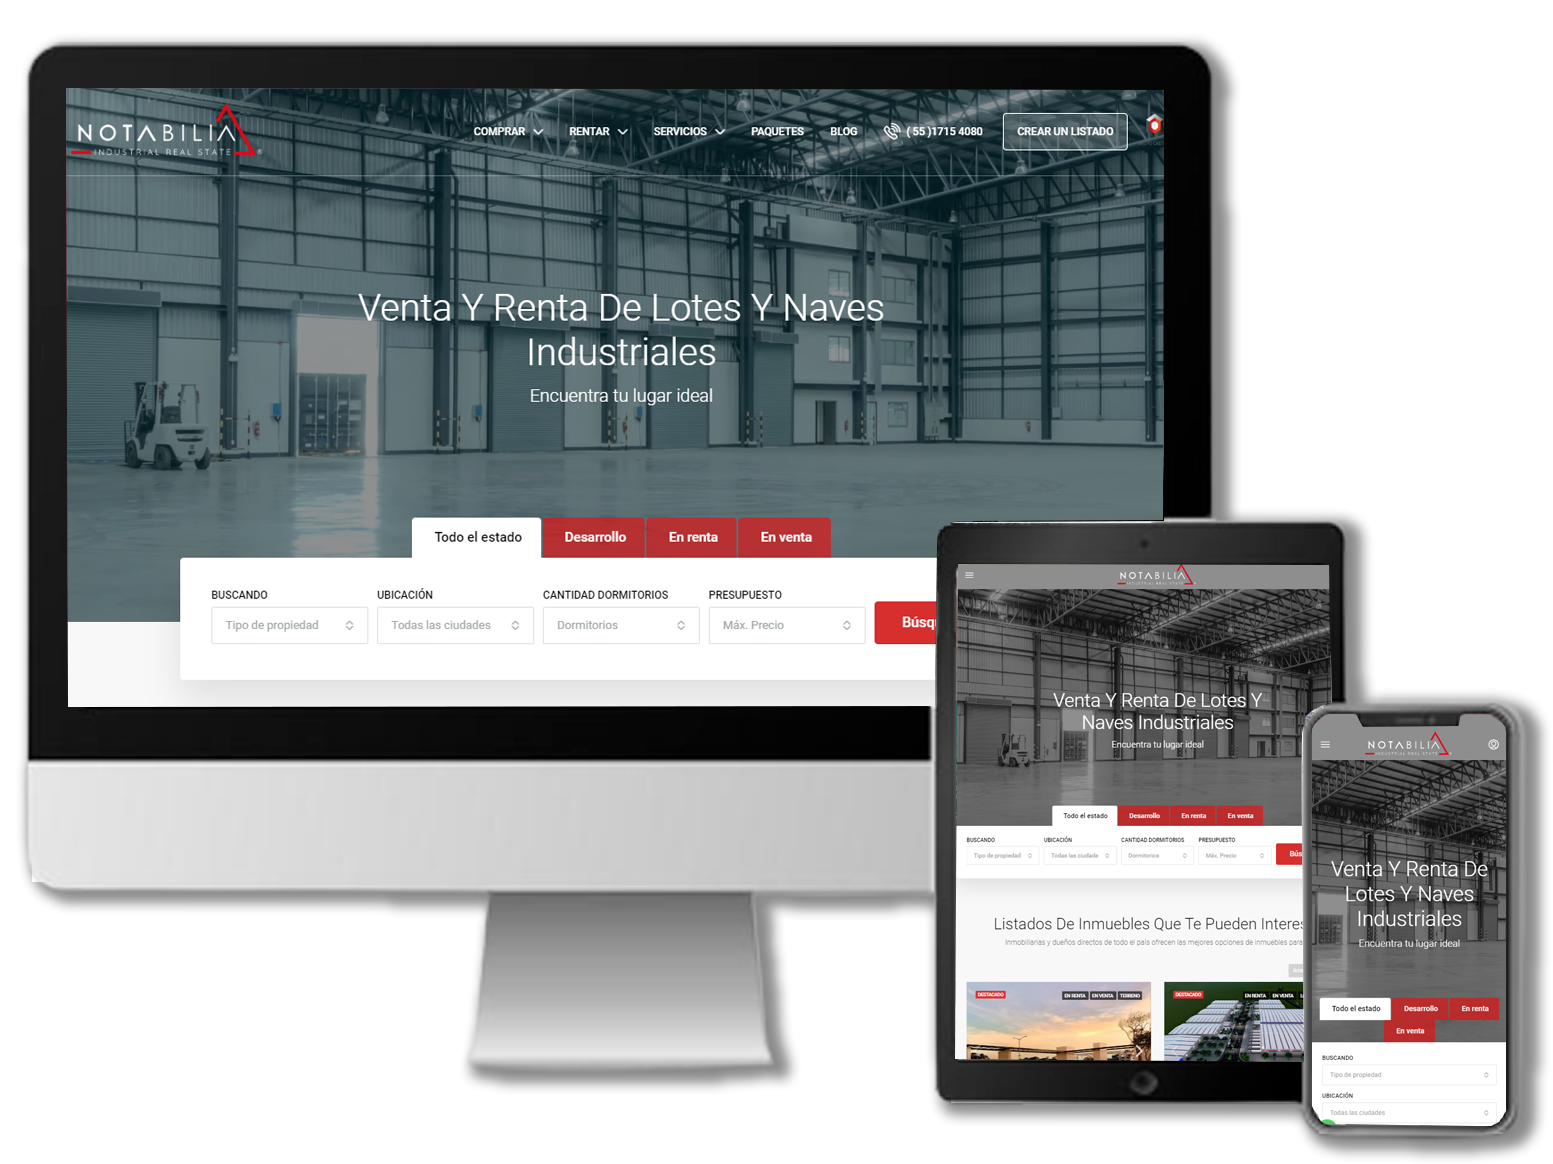 NOTABILIA
INDUSTRIAL REAL STATE
COMPRAR RENTAR SERVICIOS PAQUETES BLOG ( 55 )1715 4080 CREAR UN LISTADO
Venta Y Renta De Lotes Y Naves
Industriales
Encuentra tu lugar ideal
Todo el estado Desarrollo En renta En venta
BUSCANDO UBICACIÓN CANTIDAD DORMITORIOS PRESUPUESTO
Tipo de propiedad Todas las ciudades Dormitorios Máx. Precio Búsqu
NOTABILIA
INDUSTRIAL REAL STATE
Venta Y Renta De Lotes Y
Naves Industriales
Encuentra tu lugar ideal
Todo el estado Desarrollo En renta En venta
BUSCANDO UBICACIÓN CANTIDAD DORMITORIOS PRESUPUESTO
Tipo de propiedad Todas las ciudade Dormitorios Máx. Precio Bús
Listados De Inmuebles Que Te Pueden Interes
Inmobiliarias y dueños directos de todo el país ofrecen las mejores opciones de inmuebles para
DESTACADO EN RENTA EN VENTA TERRENO
DESTACADO EN RENTA EN VENTA
NOTABILIA
INDUSTRIAL REAL STATE
Venta Y Renta De
Lotes Y Naves
Industriales
Encuentra tu lugar ideal
Todo el estado Desarrollo En renta
En venta
BUSCANDO
Tipo de propiedad
UBICACIÓN
Todas las ciudades